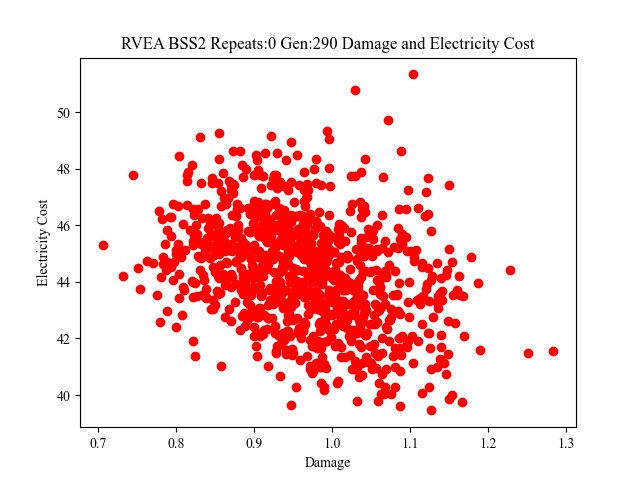 RVEA BSS2 Repeats:0 Gen:290 Damage and Electricity Cost
50
48
46
44
42
40
Electricity Cost
0.7 0.8 0.9 1.0 1.1 1.2 1.3
Damage